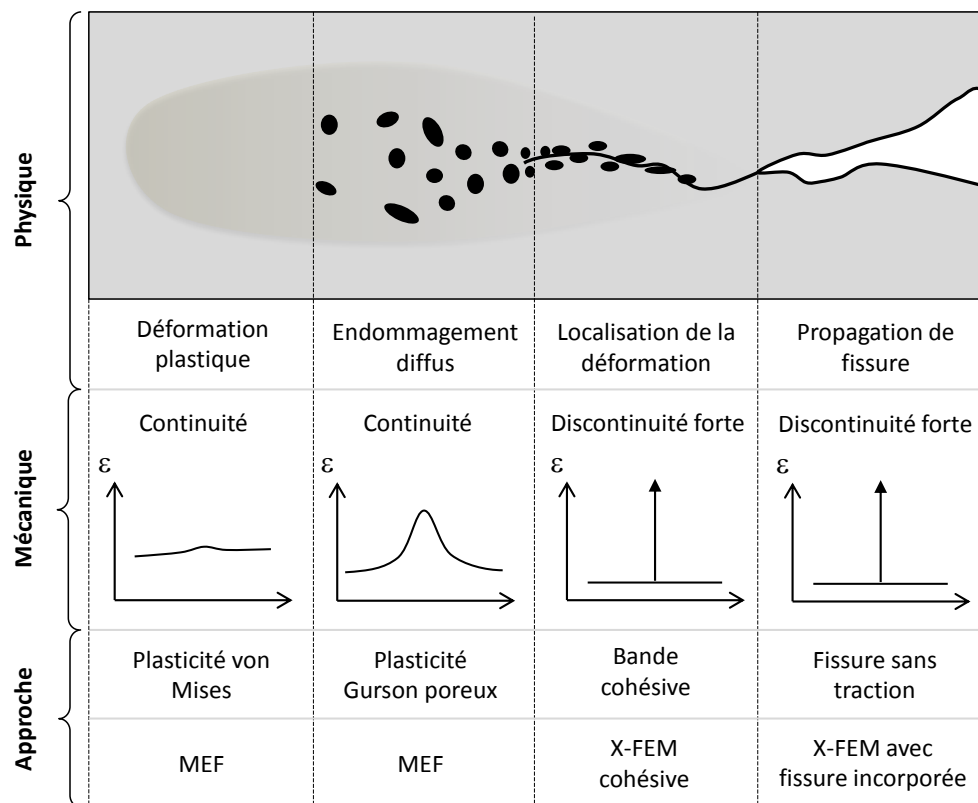 Physique
Déformation
plastique
Endommagement
diffus
Localisation de la
déformation
Propagation de
fissure
Mécanique
Continuité
Continuité
Discontinuité forte
Discontinuité forte
ε
ε
ε
ε
Approche
Plasticité von
Mises
Plasticité
Gurson poreux
Bande
cohésive
Fissure sans
traction
MEF
MEF
X-FEM
cohésive
X-FEM avec
fissure incorporée